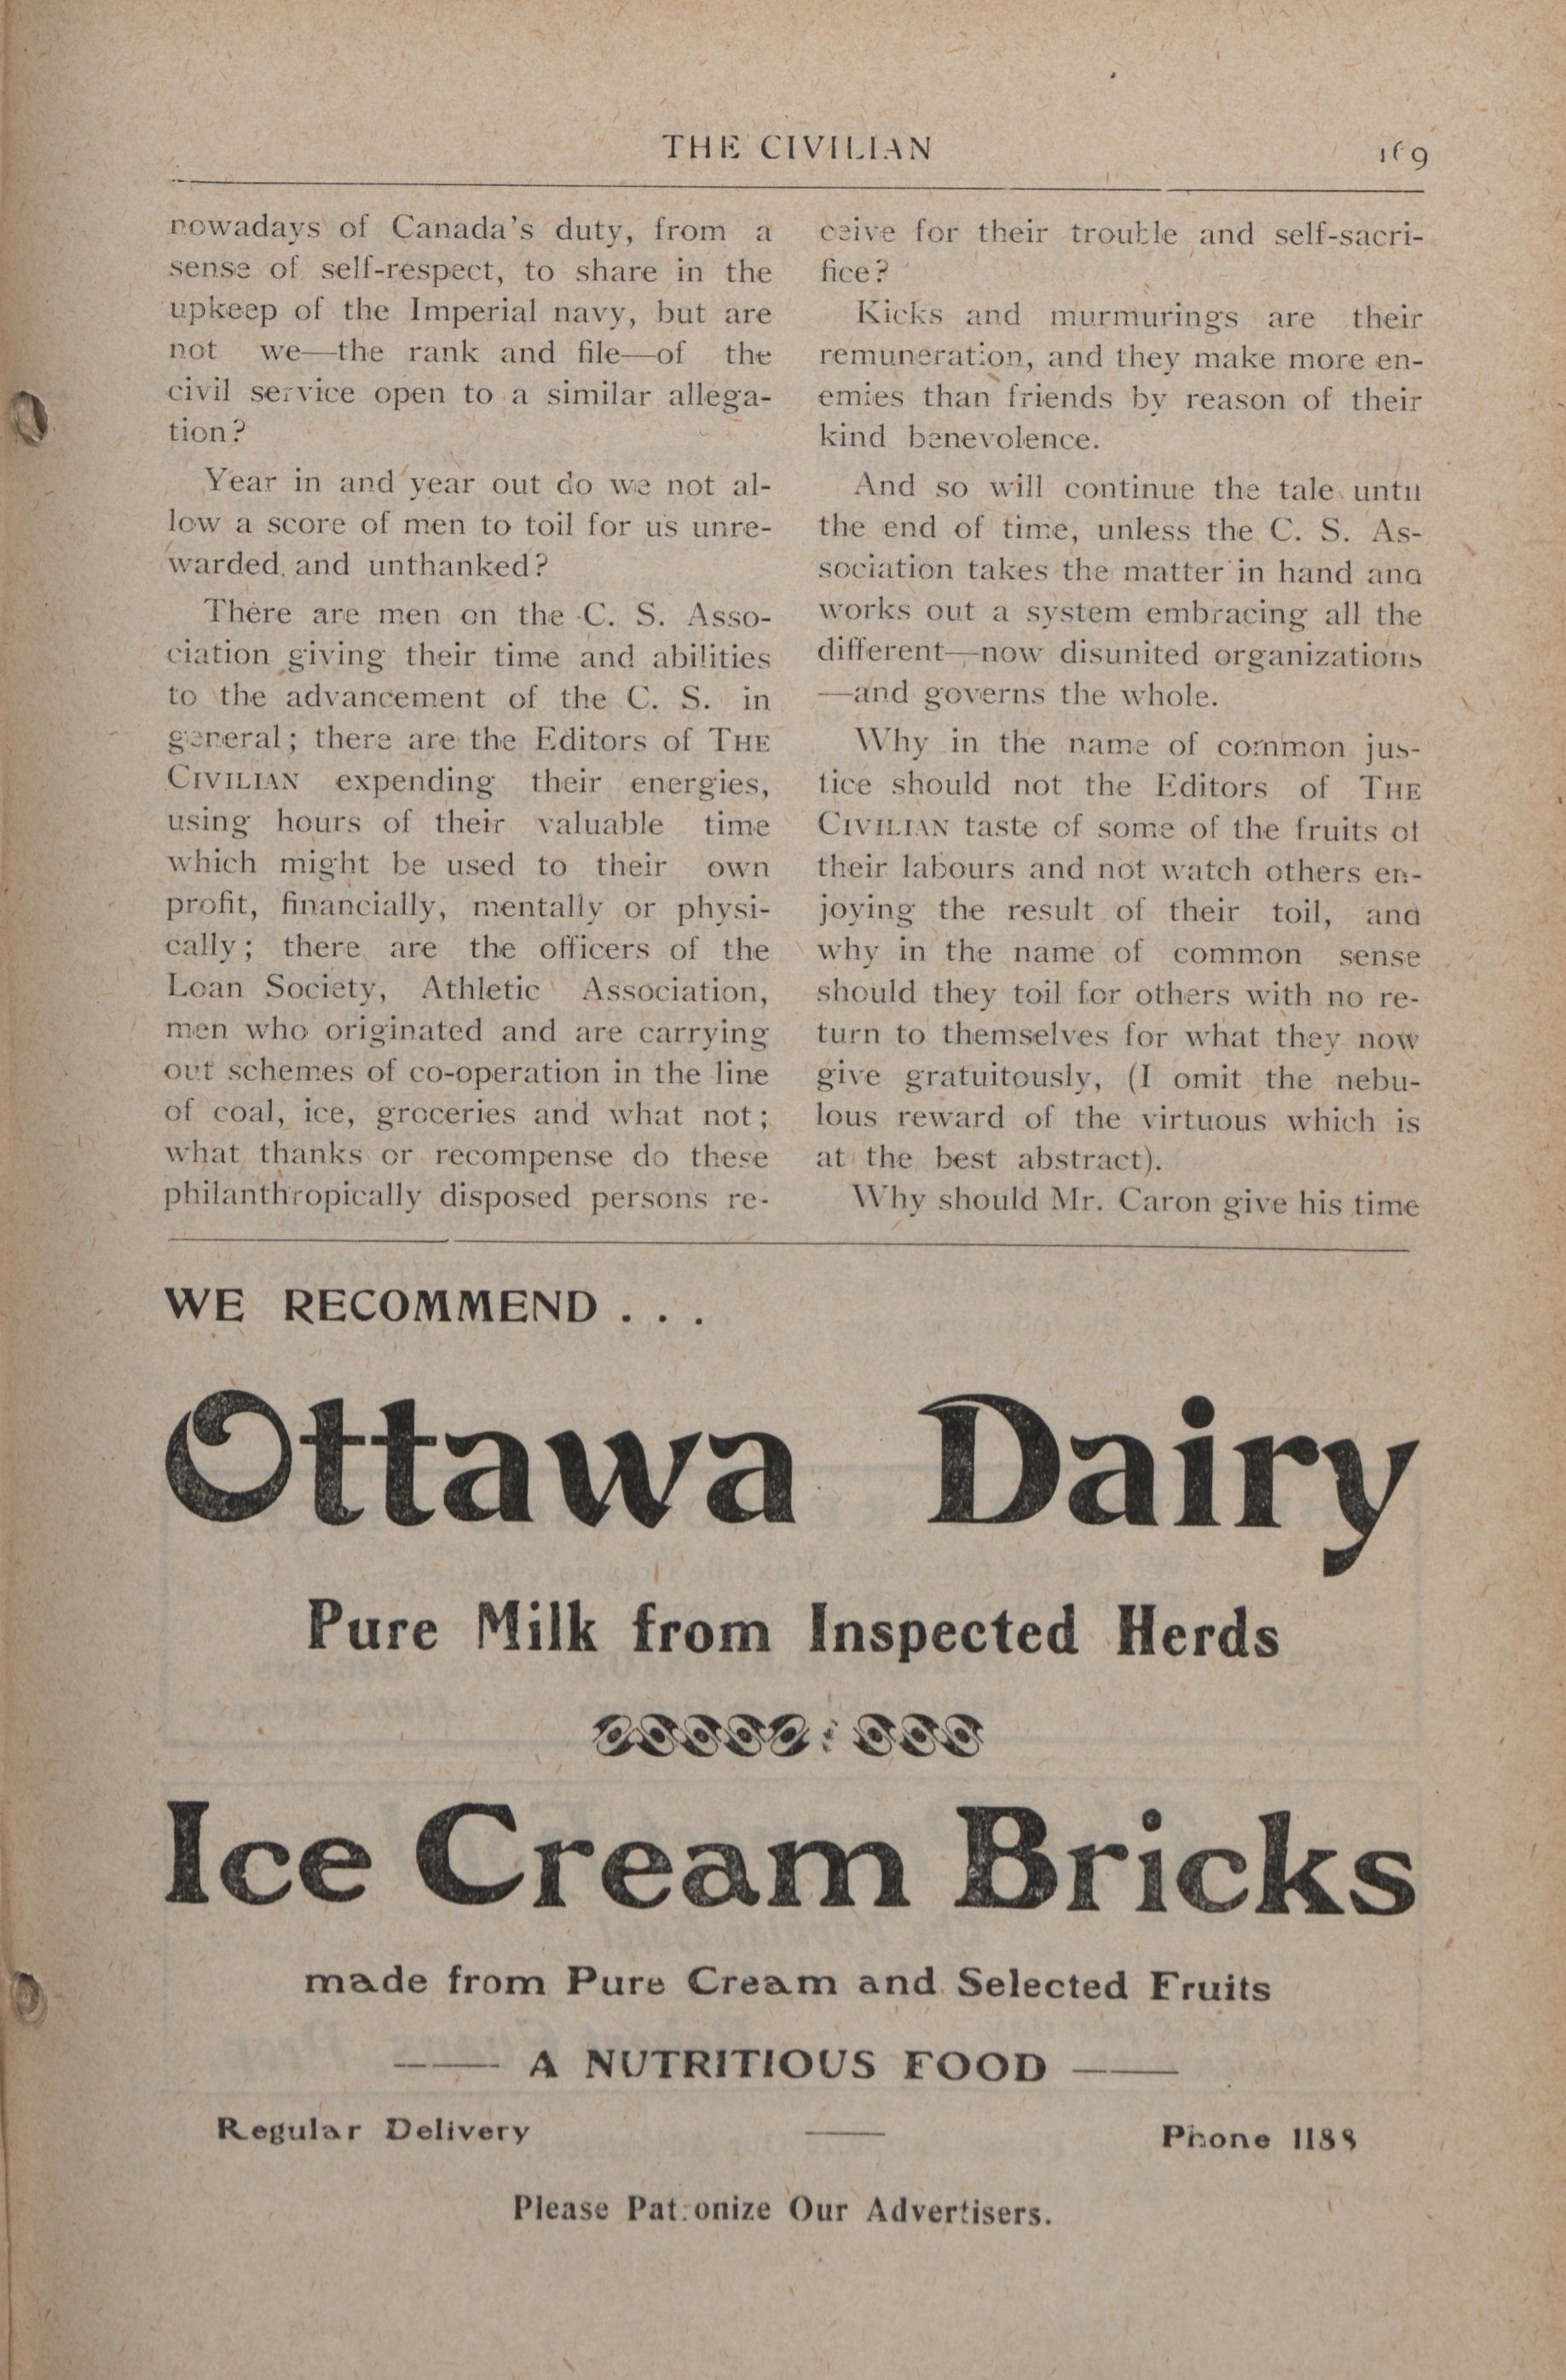 THE CIVILIAN
169
nowadays of Canada's duty, from a
sense of self-respect, to share in the
upkeep of the Imperial navy, but are
not we—the rank and file—of the
civil service open to a similar allega-
tion?
Year in and year out do we not al-
low a score of men to toil for us unre-
warded and unthanked?
There are men on the C. S. Asso-
ciation giving their time and abilities
to the advancement of the C. S. in
general; there are the Editors of THE
CIVILIAN expending their energies,
using hours of their valuable time
which might be used to their own
profit, financially, mentally or physi-
cally; there are the officers of the
Loan Society, Athletic Association,
men who originated and are carrying
out schemes of co-operation in the line
of coal, ice, groceries and what not;
what thanks or recompense do these
philanthropically disposed persons re-
ceive for their trouble and self-sacri-
fice?
Kicks and murmurings are their
remuneration, and they make more en-
emies than friends by reason of their
kind benevolence.
And so will continue the tale until
the end of time, unless the C. S. As-
sociation takes the matter in hand and
works out a system embracing all the
different—now disunited organizations
—and governs the whole.
Why in the name of common jus-
tice should not the Editors of THE
CIVILIAN taste of some of the fruits of
their labours and not watch others en-
joying the result of their toil, and
why in the name of common sense
should they toil for others with no re-
turn to themselves for what they now
give gratuitously, (I omit the nebu-
lous reward of the virtuous which is
at the best abstract).
Why should Mr. Caron give his time
WE RECOMMEND . . .
Ottawa Dairy
Pure Milk from Inspected Herds
Ice Cream Bricks
made from Pure Cream and Selected Fruits
—— A NUTRITIOUS FOOD ——
Regular Delivery — Phone 1188
Please Patronize Our Advertisers.